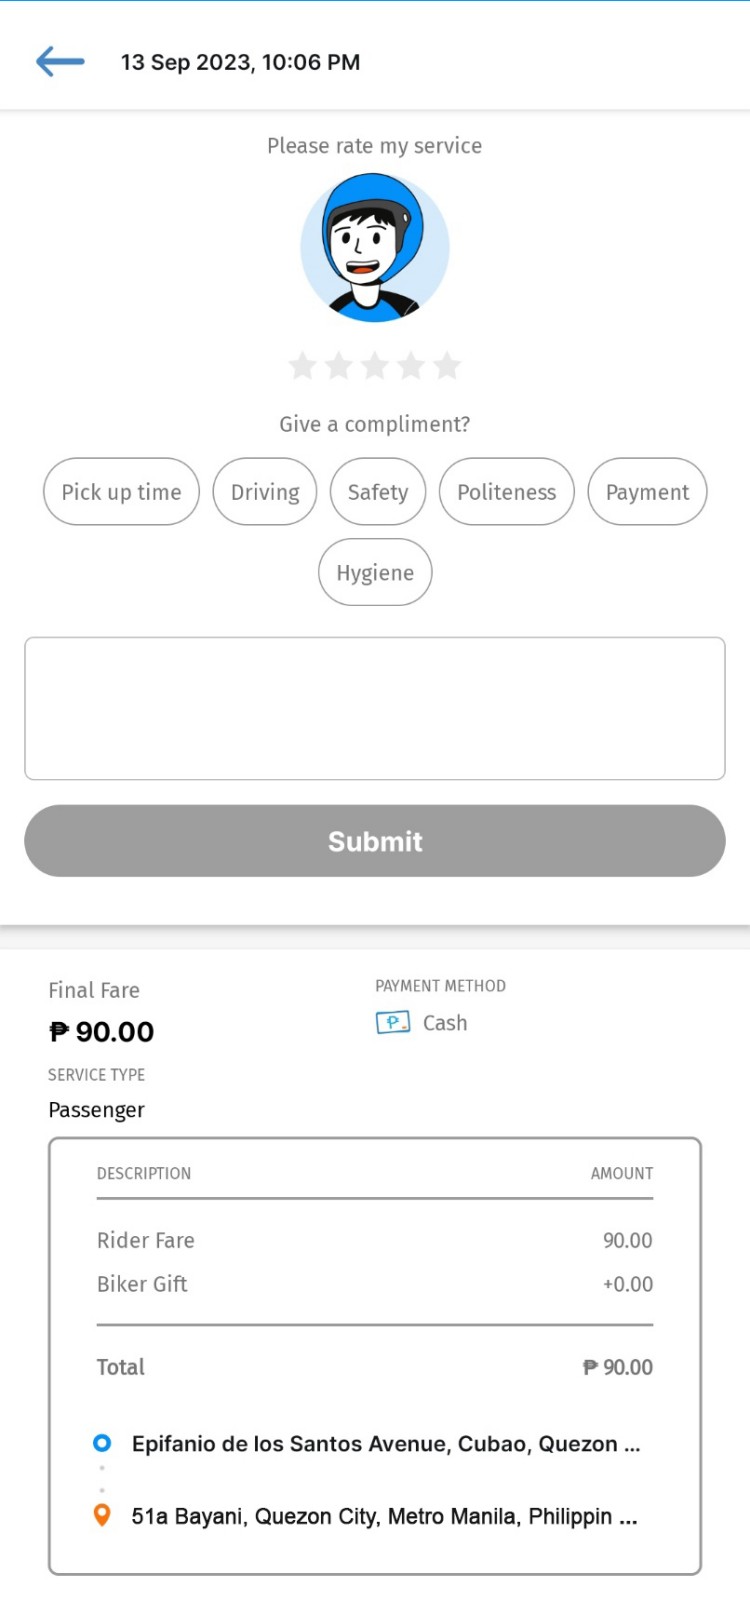 13 Sep 2023, 10:06 PM
Please rate my service
Give a compliment?
Pick up time Driving Safety Politeness Payment
Hygiene
Submit
Final Fare PAYMENT METHOD
₱ 90.00 Cash
SERVICE TYPE
Passenger
DESCRIPTION AMOUNT
Rider Fare 90.00
Biker Gift +0.00
Total ₱ 90.00
Epifanio de los Santos Avenue, Cubao, Quezon ...
51a Bayani, Quezon City, Metro Manila, Philippin ...